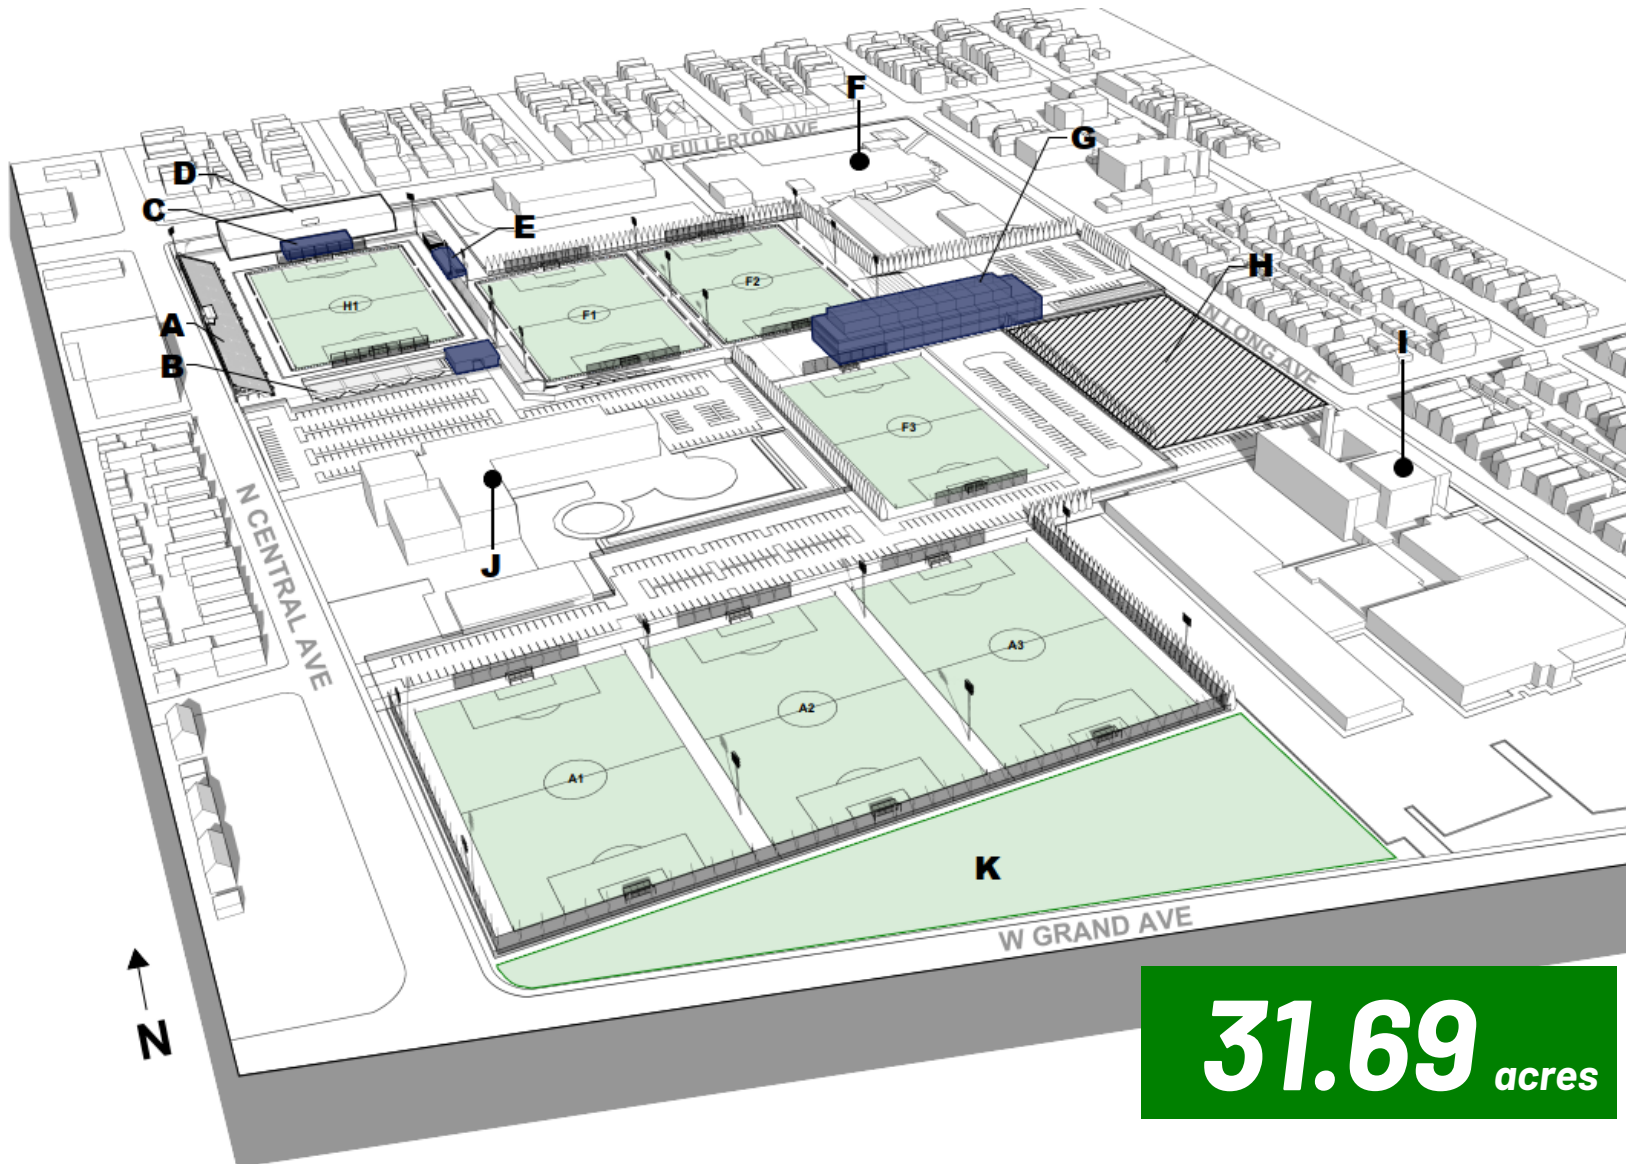 W FULLERTON AVE
F
G
D
C
E
H
A
B
I
H1
F1
F2
F3
N LONG AVE
N CENTRAL AVE
J
A1
A2
A3
K
W GRAND AVE
N
31.69 acres